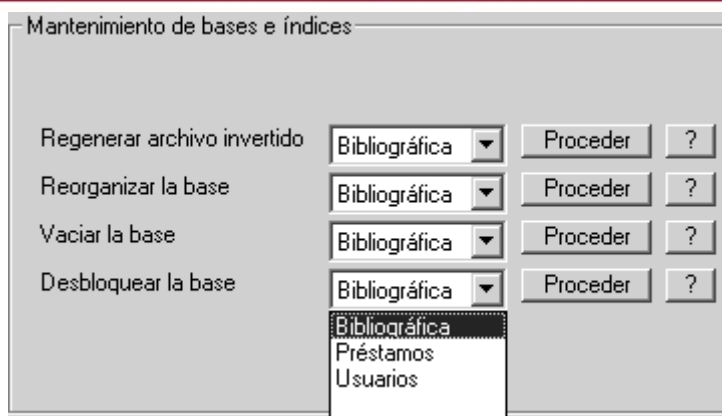 Mantenimiento de bases e índices
Regenerar archivo invertido Bibliográfica Proceder ?
Reorganizar la base Bibliográfica Proceder ?
Vaciar la base Bibliográfica Proceder ?
Desbloquear la base Bibliográfica Proceder ?
Bibliográfica
Préstamos
Usuarios